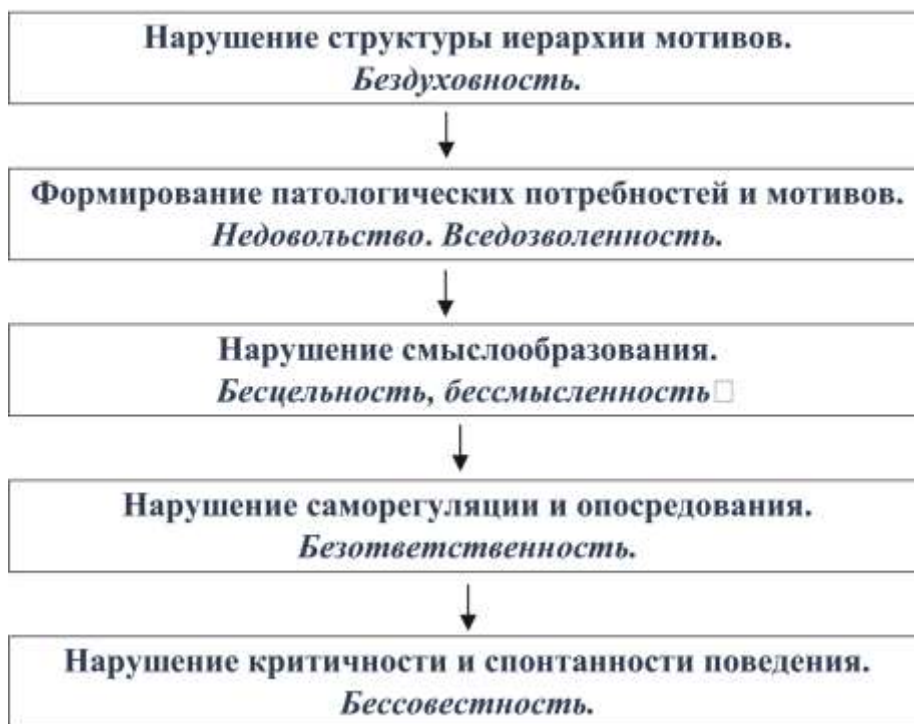 Нарушение структуры иерархии мотивов.
Бездуховность.
Формирование патологических потребностей и мотивов.
Недовольство. Вседозволенность.
Нарушение смыслообразования.
Бесцельность, бессмысленность□
Нарушение саморегуляции и опосредования.
Безответственность.
Нарушение критичности и спонтанности поведения.
Бессовестность.